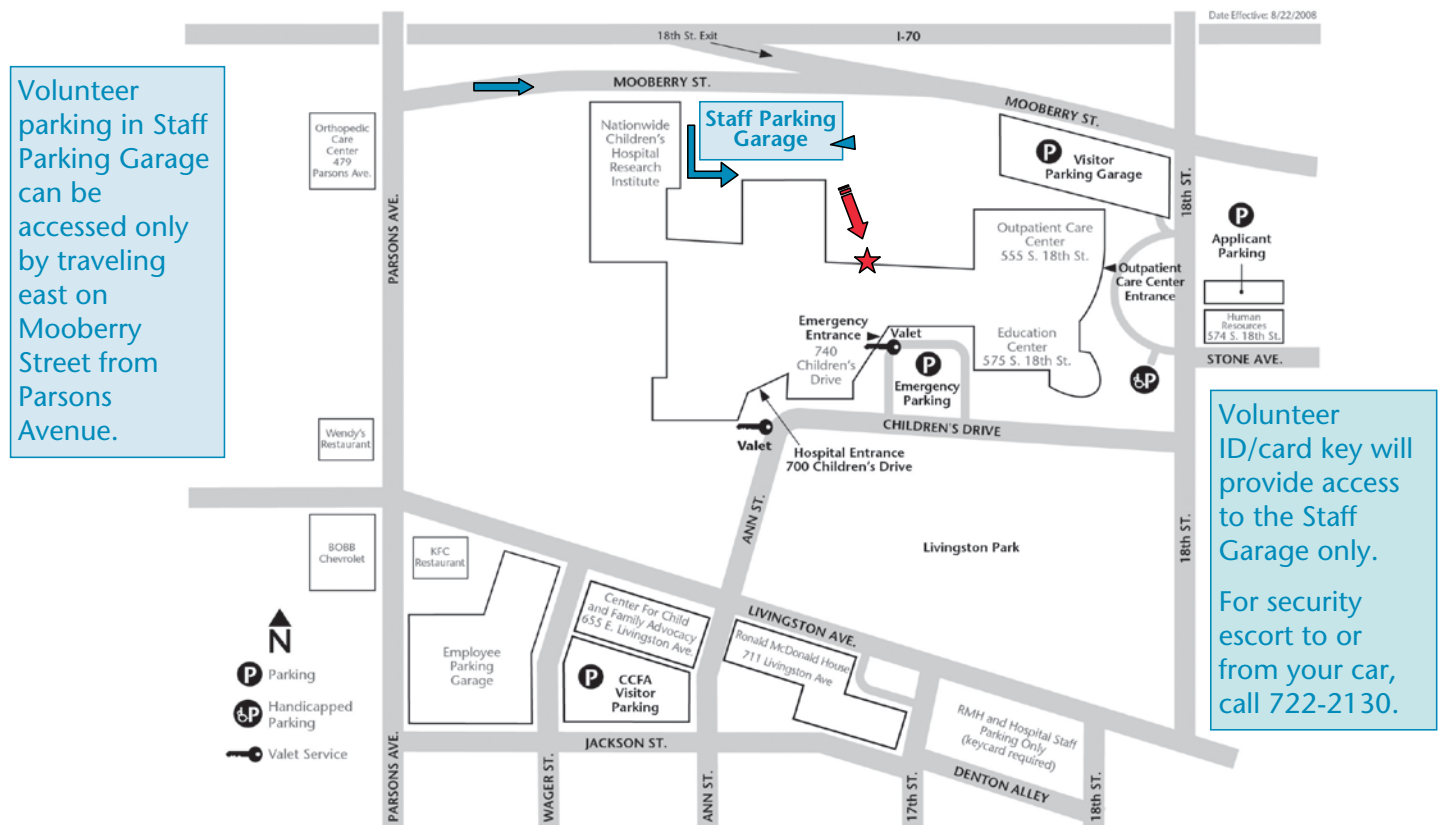 Date Effective: 8/22/2008
18th St. Exit
I-70
MOOBERRY ST.
MOOBERRY ST.
Volunteer
parking in Staff
Parking Garage
can be
accessed only
by traveling
east on
Mooberry
Street from
Parsons
Avenue.
Orthopedic
Care
Center
479
Parsons Ave.
PARSONS AVE.
Nationwide
Children's
Hospital
Research
Institute
Staff Parking
Garage
P
Visitor
Parking Garage
18th ST.
P
Applicant
Parking
Outpatient Care
Center
555 S. 18th St.
Outpatient
Care Center
Entrance
Human
Resources
574 S. 18th St.
STONE AVE.
Emergency
Entrance
740
Children's
Drive
Valet
P
Emergency
Parking
Education
Center
575 S. 18th St.
P
CHILDREN'S DRIVE
Valet
Hospital Entrance
700 Children's Drive
Wendy's
Restaurant
Volunteer
ID/card key will
provide access
to the Staff
Garage only.
For security
escort to or
from your car,
call 722-2130.
ANN ST.
Livingston Park
18th ST.
BOBB
Chevrolet
KFC
Restaurant
LIVINGSTON AVE.
Center For Child
and Family Advocacy
655 E. Livingston Ave.
Ronald McDonald House
711 Livingston Ave
Employee
Parking
Garage
P
CCFA
Visitor
Parking
RMH and Hospital Staff
Parking Only
(keycard required)
N
P Parking
P Handicapped
Parking
Valet Service
JACKSON ST.
DENTON ALLEY
PARSONS AVE.
WAGER ST.
ANN ST.
17th ST.
18th ST.